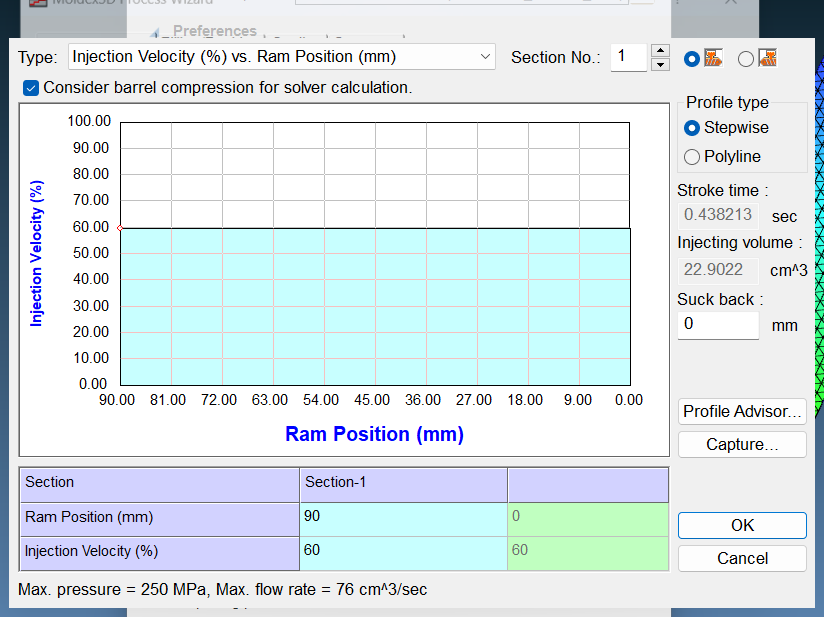 Moldex3D Process Wizard
Preferences
Type: Injection Velocity (%) vs. Ram Position (mm) Section No.: 1
Consider barrel compression for solver calculation.
Profile type
Stepwise
Polyline
Stroke time :
0.438213 sec
Injecting volume :
22.9022 cm^3
Suck back :
0 mm
Injection Velocity (%)
100.00
90.00
80.00
70.00
60.00
50.00
40.00
30.00
20.00
10.00
0.00
90.00 81.00 72.00 63.00 54.00 45.00 36.00 27.00 18.00 9.00 0.00
Ram Position (mm)
Profile Advisor...
Capture...
Section Section-1
Ram Position (mm) 90 0
Injection Velocity (%) 60 60
OK
Cancel
Max. pressure = 250 MPa, Max. flow rate = 76 cm^3/sec